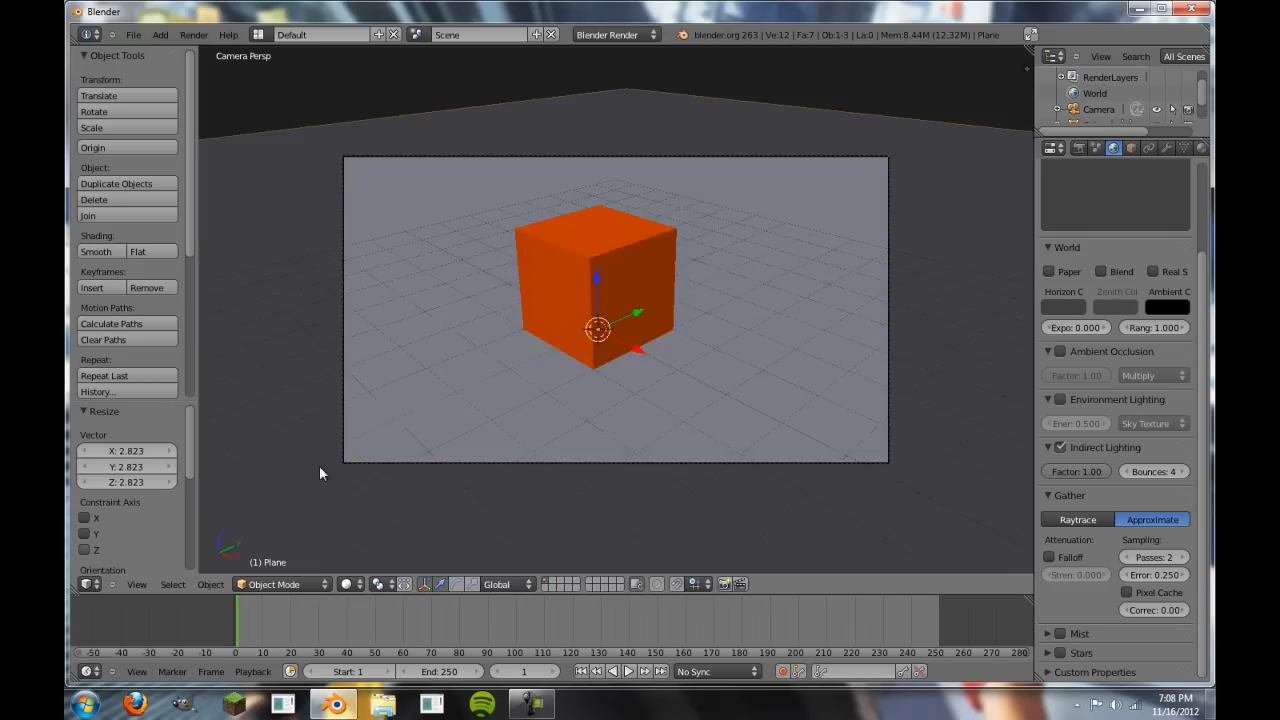 Blender
File Add Render Help Default Scene Blender Render blender.org 263 | Ve:12 | Fa:7 | Ob:1-3 | La:0 | Mem:8.44M (12.32M) | Plane
Object Tools
Transform:
Translate
Rotate
Scale
Origin
Object:
Duplicate Objects
Delete
Join
Shading:
Smooth Flat
Keyframes:
Insert Remove
Motion Paths:
Calculate Paths
Clear Paths
Repeat:
Repeat Last
History...
Resize
Vector
X: 2.823
Y: 2.823
Z: 2.823
Constraint Axis
X
Y
Z
Orientation
Camera Persp
(1) Plane
View Select Object Object Mode Global
View Search All Scenes
RenderLayers
World
Camera
World
Paper Blend Real S
Horizon C Zenith Col Ambient C
Expo: 0.000 Rang: 1.000
Ambient Occlusion
Factor: 1.00 Multiply
Environment Lighting
Ener: 0.500 Sky Texture
Indirect Lighting
Factor: 1.00 Bounces: 4
Gather
Raytrace Approximate
Attenuation: Sampling:
Falloff Passes: 2
Stren: 0.000 Error: 0.250
Pixel Cache
Correc: 0.00
Mist
Stars
Custom Properties
-50 -40 -30 -20 -10 0 10 20 30 40 50 60 70 80 90 100 110 120 130 140 150 160 170 180 190 200 210 220 230 240 250 260 270 280
View Marker Frame Playback Start: 1 End: 250 1 No Sync
7:08 PM
11/16/2012